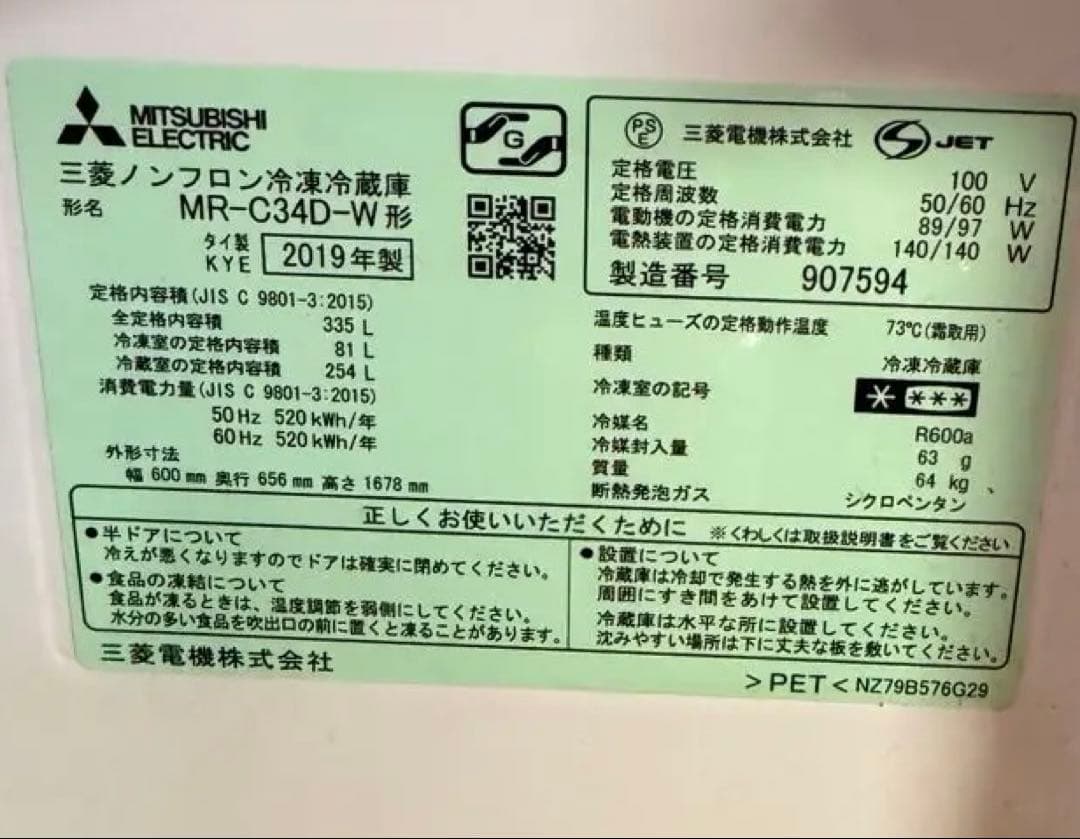 MITSUBISHI
ELECTRIC
三菱ノンフロン冷凍冷蔵庫
形名 MR-C34D-W形
タイ製
KYE 2019年製
定格内容積(JIS C 9801-3:2015)
全定格内容積 335 L
冷凍室の定格内容積 81 L
冷蔵室の定格内容積 254 L
消費電力量(JIS C 9801-3:2015)
50Hz 520kWh/年
60Hz 520kWh/年
外形寸法
幅 600mm 奥行 656mm 高さ 1678mm
G
PSE 三菱電機株式会社 S JET
定格電圧 100 V
定格周波数 50/60 Hz
電動機の定格消費電力 89/97 W
電熱装置の定格消費電力 140/140 W
製造番号 907594
温度ヒューズの定格動作温度 73℃(霜取用)
種類 冷凍冷蔵庫
冷凍室の記号 * ***
冷媒名 R600a
冷媒封入量 63 g
質量 64 kg
断熱発泡ガス シクロペンタン
正しくお使いいただくために ※くわしくは取扱説明書をご覧ください
●半ドアについて
冷えが悪くなりますのでドアは確実に閉めてください。
●食品の凍結について
食品が凍るときは、温度調節を弱側にしてください。
水分の多い食品を吹出口の前に置くと凍ることがあります。
●設置について
冷蔵庫は冷却で発生する熱を外に逃がしています。
周囲にすき間をあけて設置してください。
冷蔵庫は水平な所に設置してください。
沈みやすい場所は下に丈夫な板を敷いてください。
三菱電機株式会社
>PET< NZ79B576G29